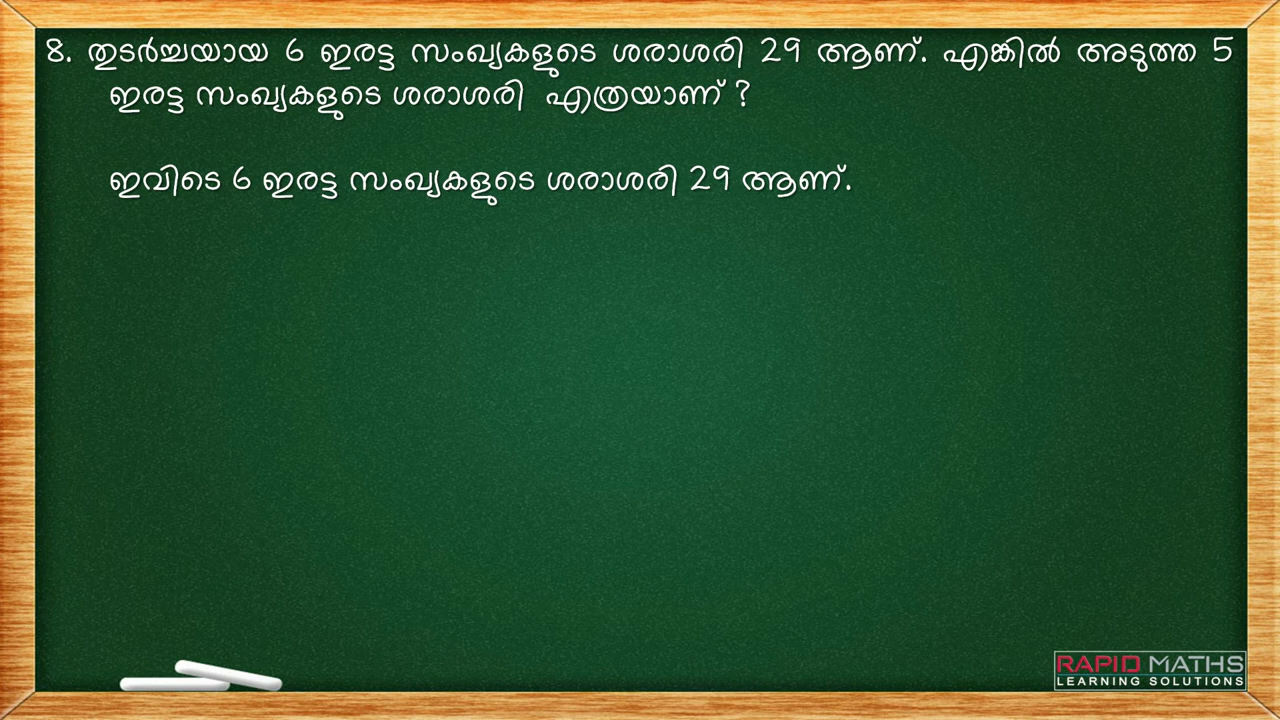 8. തുടർച്ചയായ 6 ഇരട്ട സംഖ്യകളുടെ ശരാശരി 29 ആണ്. എങ്കിൽ അടുത്ത 5
ഇരട്ട സംഖ്യകളുടെ ശരാശരി എത്രയാണ് ?
ഇവിടെ 6 ഇരട്ട സംഖ്യകളുടെ ശരാശരി 29 ആണ്.
RAPID MATHS
LEARNING SOLUTIONS